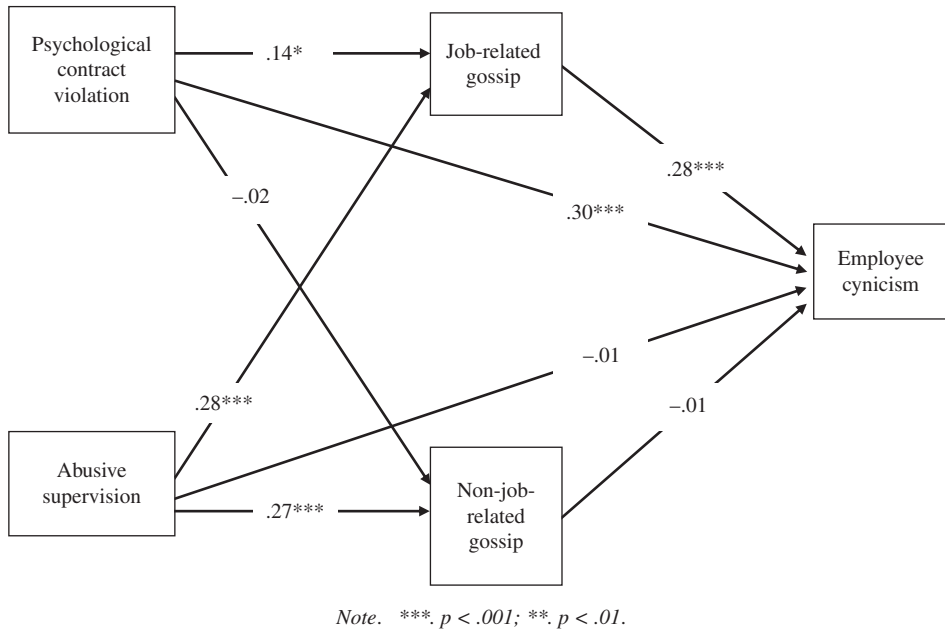 Psychological
contract
violation
.14*
Job-related
gossip
–.02
.28***
.30***
Employee
cynicism
–.01
.28***
–.01
Abusive
supervision
.27***
Non-job-
related
gossip
Note. ***. p < .001; **. p < .01.